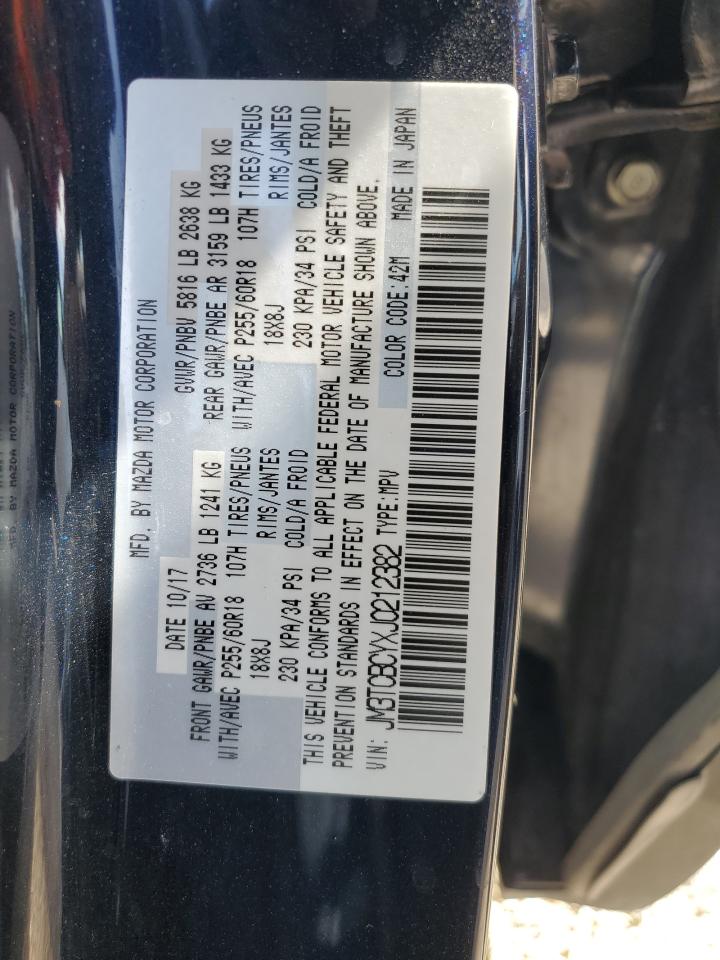 MFD. BY MAZDA MOTOR CORPORATION
DATE 10/17 GVWR/PNBV 5816 LB 2638 KG
FRONT GAWR/PNBE AV 2736 LB 1241 KG REAR GAWR/PNBE AR 3159 LB 1433 KG
WITH/AVEC P255/60R18 107H TIRES/PNEUS WITH/AVEC P255/60R18 107H TIRES/PNEUS
18X8J RIMS/JANTES 18X8J RIMS/JANTES
230 KPA/34 PSI COLD/A FROID 230 KPA/34 PSI COLD/A FROID
THIS VEHICLE CONFORMS TO ALL APPLICABLE FEDERAL MOTOR VEHICLE SAFETY AND THEFT
PREVENTION STANDARDS IN EFFECT ON THE DATE OF MANUFACTURE SHOWN ABOVE.
VIN: JM3TCBCYXJ0212382 TYPE:MPV COLOR CODE:42M MADE IN JAPAN